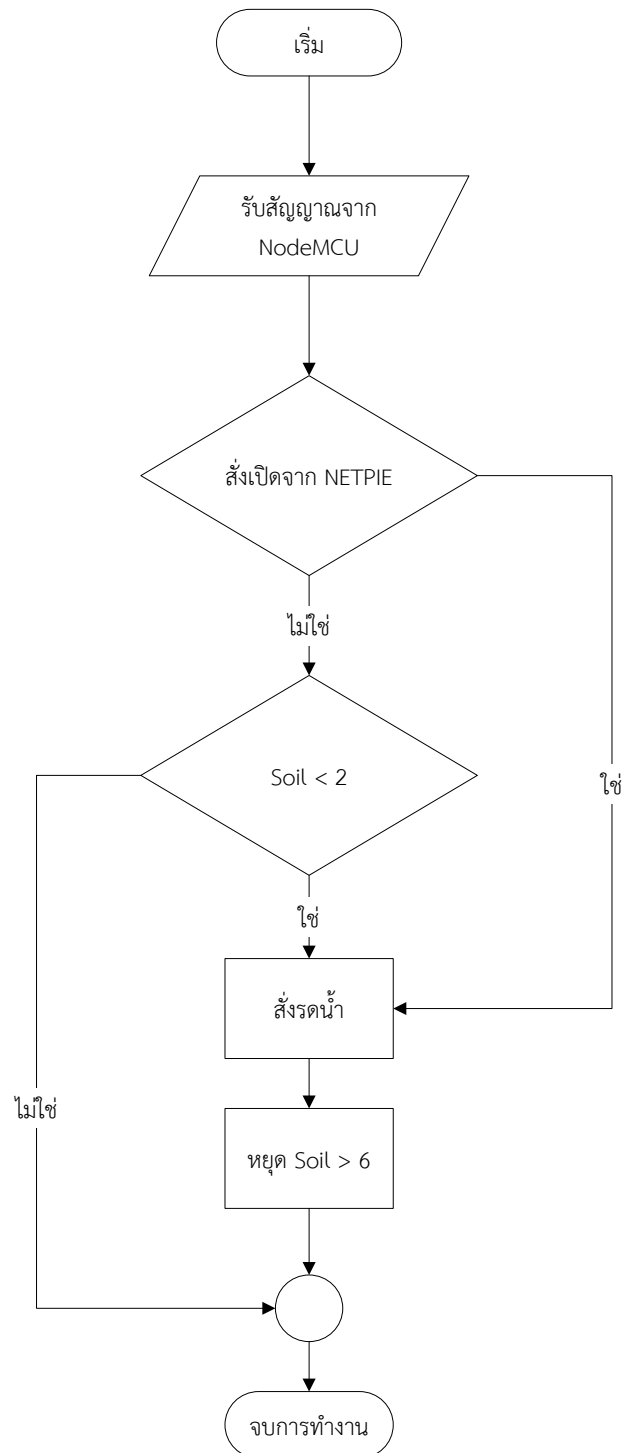 เริ่ม
รับสัญญาณจาก
NodeMCU
สั่งเปิดจาก NETPIE
ไม่ใช่
Soil < 2
ใช่
ใช่
สั่งรดน้ำ
ไม่ใช่
หยุด Soil > 6
จบการทำงาน